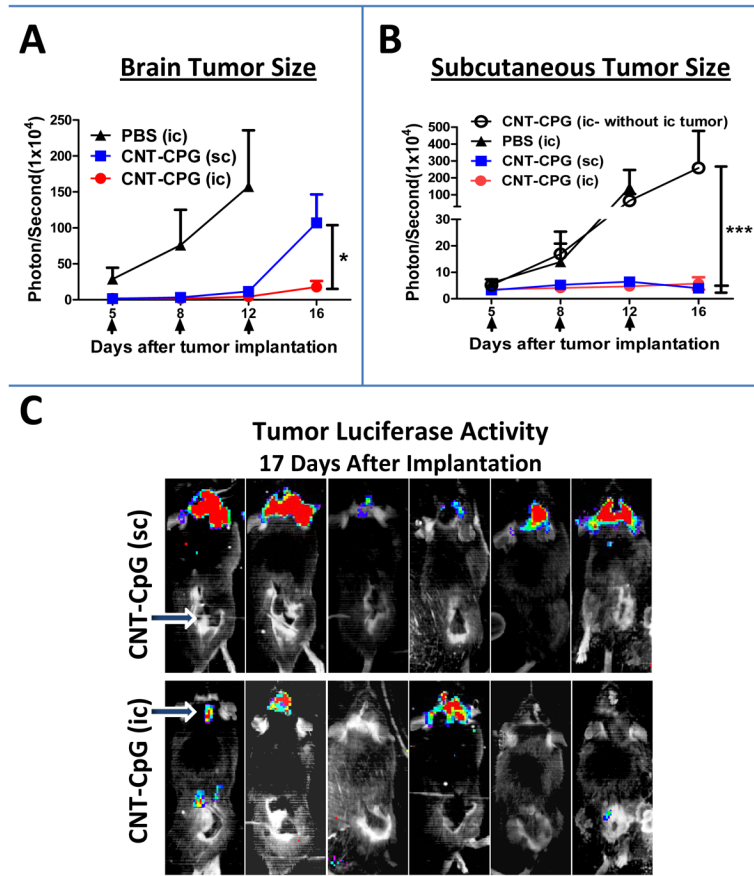 A
Brain Tumor Size
250
200
150
100
50
0
Photon/Second(1x10⁴)
PBS (ic)
CNT-CPG (sc)
CNT-CPG (ic)
*
5 8 12 16
Days after tumor implantation
B
Subcutaneous Tumor Size
CNT-CPG (ic- without ic tumor)
PBS (ic)
CNT-CPG (sc)
CNT-CPG (ic)
500
400
300
200
100
30
20
10
0
Photon/Second(1x10⁴)
***
5 8 12 16
Days after tumor implantation
C
Tumor Luciferase Activity
17 Days After Implantation
CNT-CpG (sc)
CNT-CpG (ic)